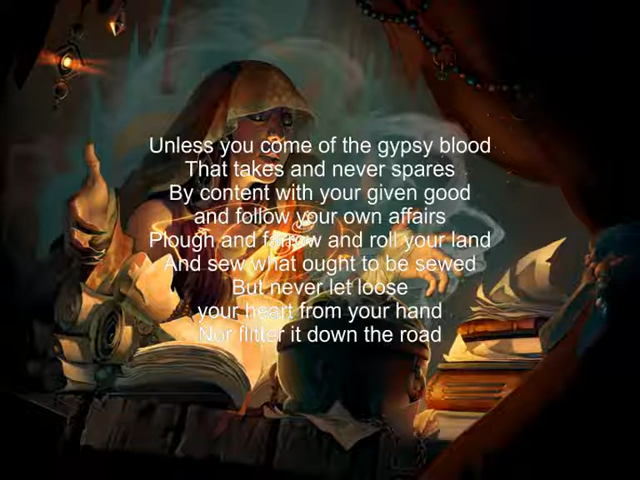 Unless you come of the gypsy blood
That takes and never spares
By content with your given good
and follow your own affairs
Plough and farrow and roll your land
And sew what ought to be sewed
But never let loose
your heart from your hand
Nor flitter it down the road